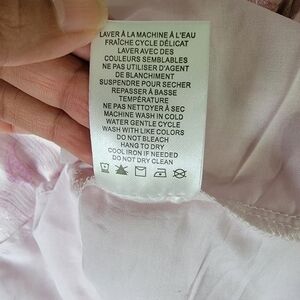 LAVER À LA MACHINE À L'EAU
FRAÎCHE CYCLE DÉLICAT
LAVER AVEC DES
COULEURS SEMBLABLES
NE PAS UTILISER D'AGENT
DE BLANCHIMENT
SUSPENDRE POUR SECHER
REPASSER À BASSE
TEMPÉRATURE
NE PAS NETTOYER À SEC
MACHINE WASH IN COLD
WATER GENTLE CYCLE
WASH WITH LIKE COLORS
DO NOT BLEACH
HANG TO DRY
COOL IRON IF NEEDED
DO NOT DRY CLEAN